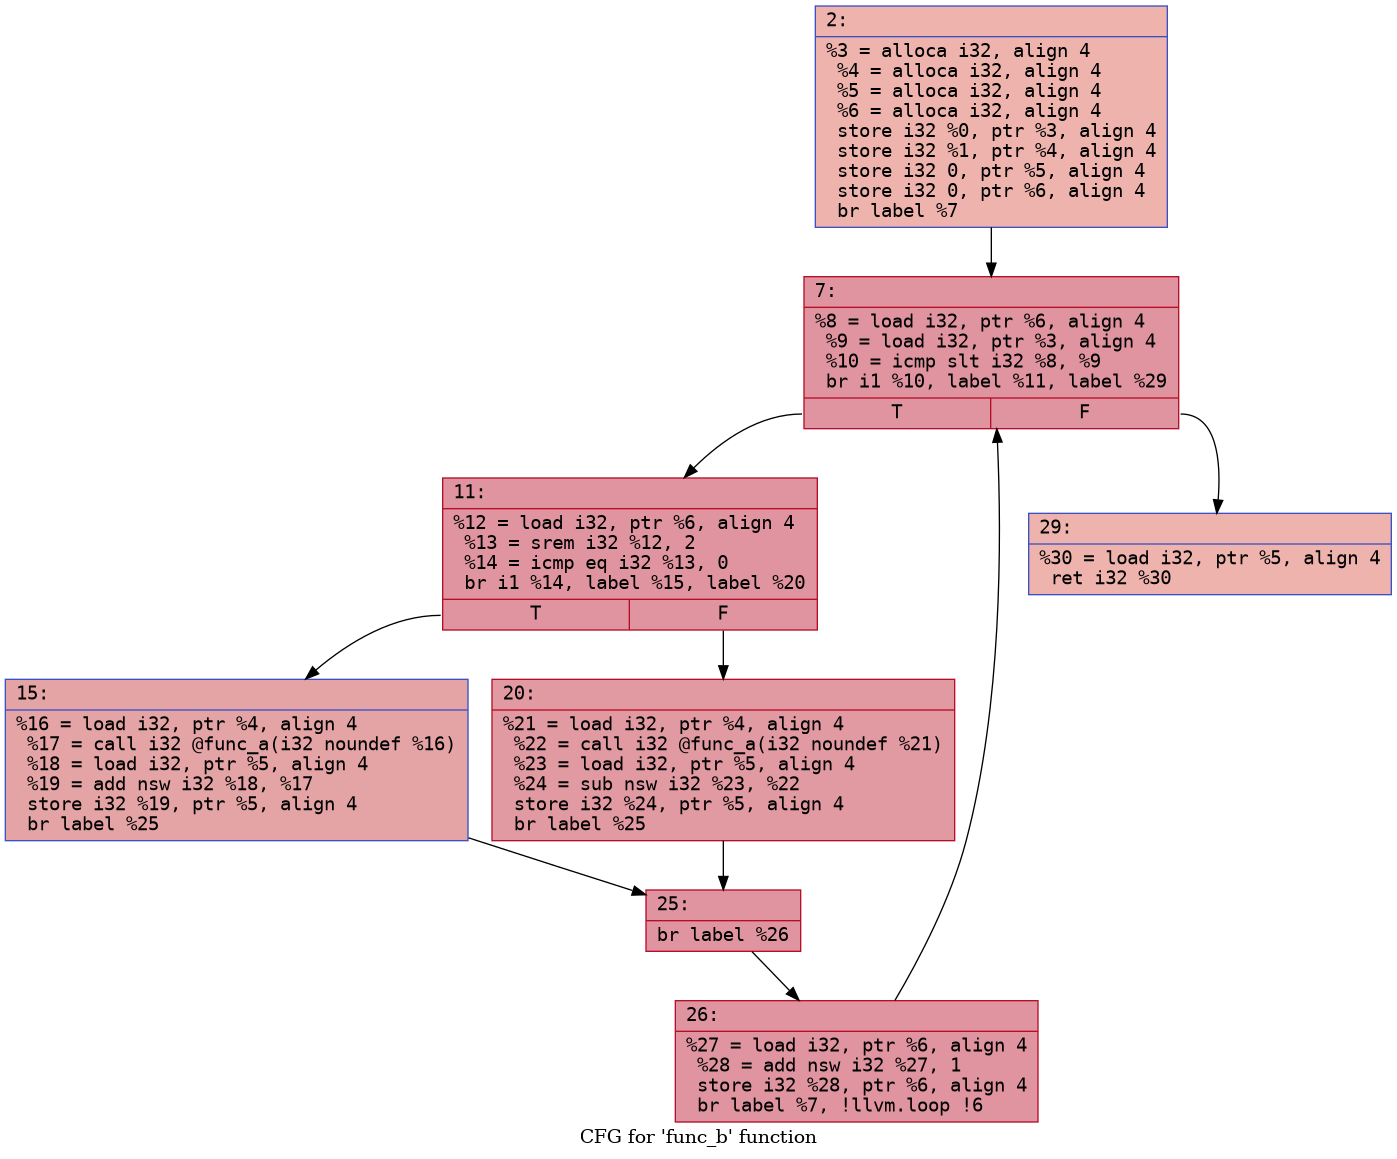 2:
%3 = alloca i32, align 4
%4 = alloca i32, align 4
%5 = alloca i32, align 4
%6 = alloca i32, align 4
store i32 %0, ptr %3, align 4
store i32 %1, ptr %4, align 4
store i32 0, ptr %5, align 4
store i32 0, ptr %6, align 4
br label %7
7:
%8 = load i32, ptr %6, align 4
%9 = load i32, ptr %3, align 4
%10 = icmp slt i32 %8, %9
br i1 %10, label %11, label %29
T F
11:
%12 = load i32, ptr %6, align 4
%13 = srem i32 %12, 2
%14 = icmp eq i32 %13, 0
br i1 %14, label %15, label %20
T F
29:
%30 = load i32, ptr %5, align 4
ret i32 %30
15:
%16 = load i32, ptr %4, align 4
%17 = call i32 @func_a(i32 noundef %16)
%18 = load i32, ptr %5, align 4
%19 = add nsw i32 %18, %17
store i32 %19, ptr %5, align 4
br label %25
20:
%21 = load i32, ptr %4, align 4
%22 = call i32 @func_a(i32 noundef %21)
%23 = load i32, ptr %5, align 4
%24 = sub nsw i32 %23, %22
store i32 %24, ptr %5, align 4
br label %25
25:
br label %26
26:
%27 = load i32, ptr %6, align 4
%28 = add nsw i32 %27, 1
store i32 %28, ptr %6, align 4
br label %7, !llvm.loop !6
CFG for 'func_b' function